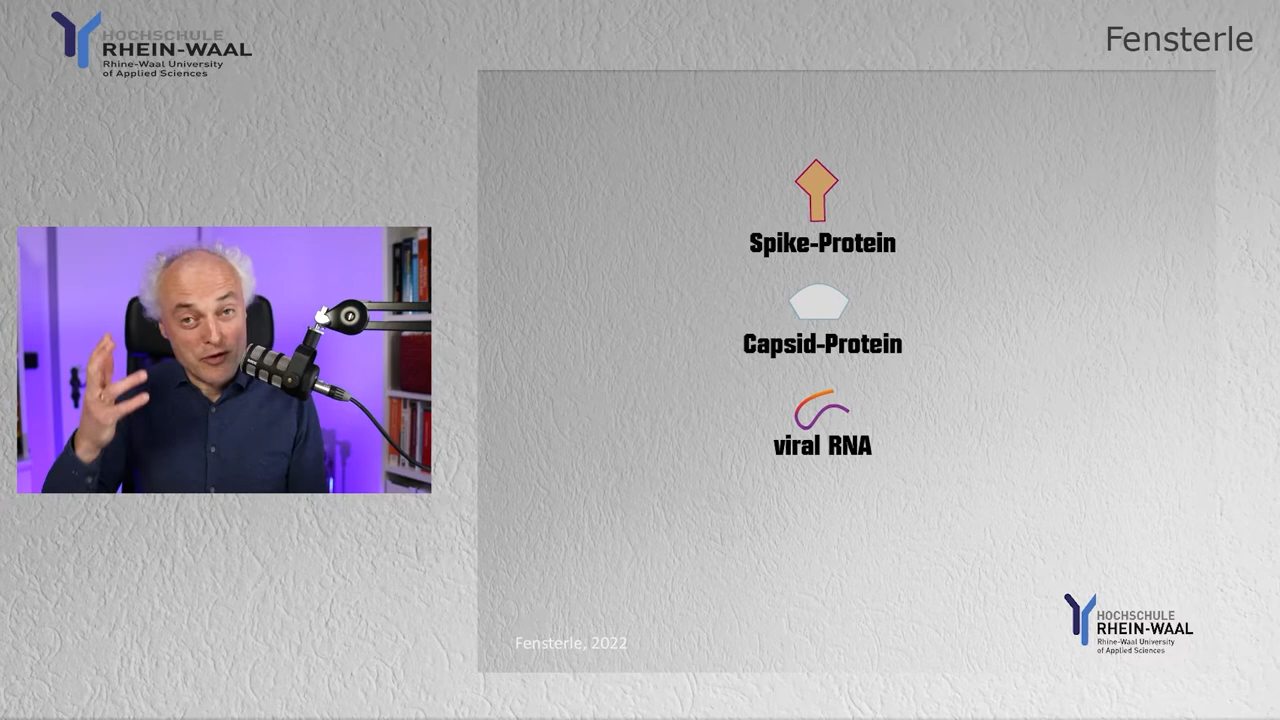 HOCHSCHULE
RHEIN-WAAL
Rhine-Waal University
of Applied Sciences
Fensterle
Spike-Protein
Capsid-Protein
viral RNA
Fensterle, 2022
HOCHSCHULE
RHEIN-WAAL
Rhine-Waal University
of Applied Sciences